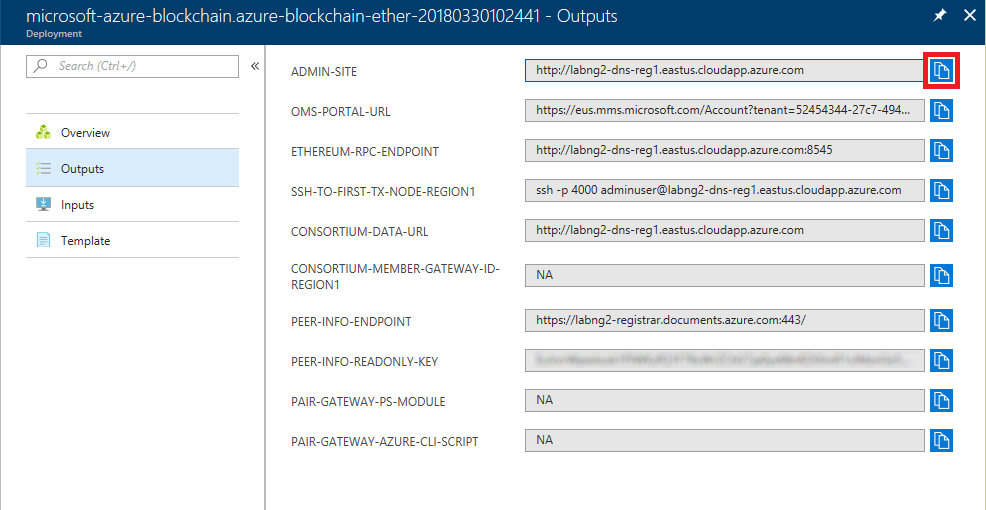 microsoft-azure-blockchain.azure-blockchain-ether-20180330102441 - Outputs
Deployment
Search (Ctrl+/)
«
Overview
Outputs
Inputs
Template
ADMIN-SITE
http://labng2-dns-reg1.eastus.cloudapp.azure.com
OMS-PORTAL-URL
https://eus.mms.microsoft.com/Account?tenant=52454344-27c7-494...
ETHEREUM-RPC-ENDPOINT
http://labng2-dns-reg1.eastus.cloudapp.azure.com:8545
SSH-TO-FIRST-TX-NODE-REGION1
ssh -p 4000 adminuser@labng2-dns-reg1.eastus.cloudapp.azure.com
CONSORTIUM-DATA-URL
http://labng2-dns-reg1.eastus.cloudapp.azure.com
CONSORTIUM-MEMBER-GATEWAY-ID-
REGION1
NA
PEER-INFO-ENDPOINT
https://labng2-registrar.documents.azure.com:443/
PEER-INFO-READONLY-KEY
PAIR-GATEWAY-PS-MODULE
NA
PAIR-GATEWAY-AZURE-CLI-SCRIPT
NA